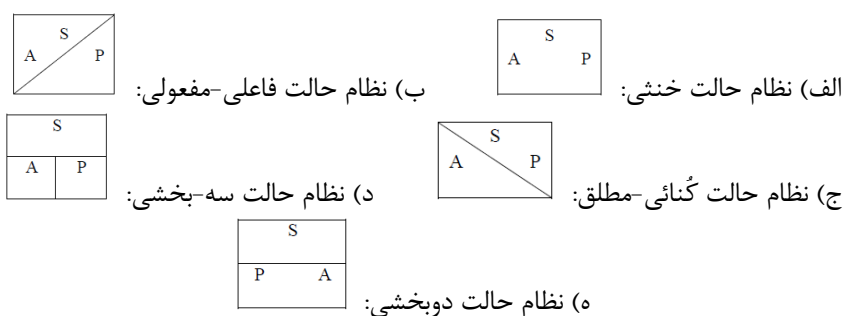 الف) نظام حالت خنثی: A S P ب) نظام حالت فاعلی-مفعولی: A S P
ج) نظام حالت کُنائی-مطلق: A S P د) نظام حالت سه-بخشی: S A P
ه) نظام حالت دوبخشی: S P A